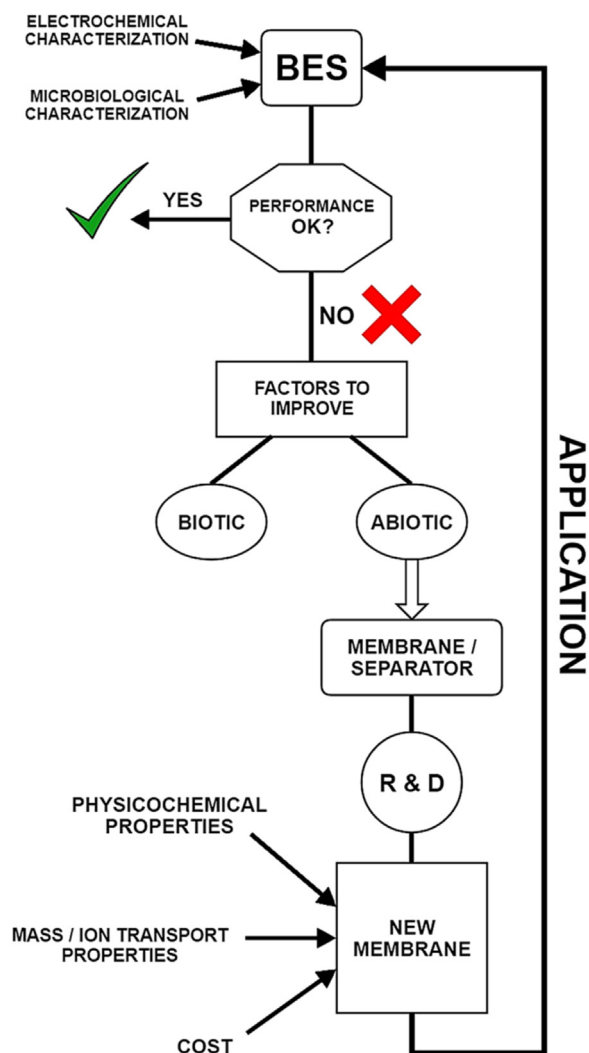 ELECTROCHEMICAL
CHARACTERIZATION
BES
MICROBIOLOGICAL
CHARACTERIZATION
YES
PERFORMANCE
OK?
NO
FACTORS TO
IMPROVE
BIOTIC
ABIOTIC
APPLICATION
MEMBRANE /
SEPARATOR
R & D
PHYSICOCHEMICAL
PROPERTIES
NEW
MEMBRANE
MASS / ION TRANSPORT
PROPERTIES
COST